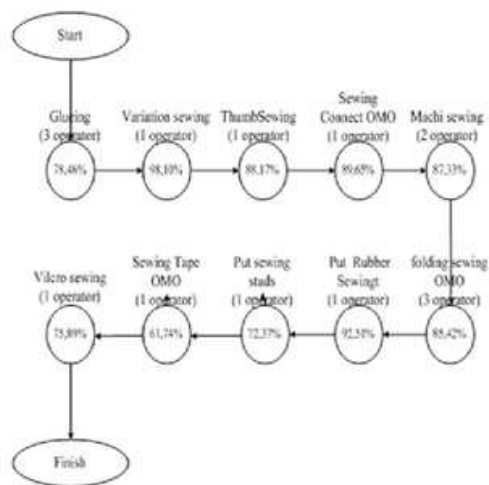 Start
Gluing
(3 operator)
78,48%
Variation sewing
(1 operator)
98,10%
ThumbSewing
(1 operator)
88,17%
Sewing
Connect OMO
(1 operator)
89,65%
Machi sewing
(2 operator)
87,33%
folding sewing
OMO
(3 operator)
85,42%
Put Rubber
Sewingt
(1 operator)
92,51%
Put sewing
studs
(1 operator)
72,37%
Sewing Tape
OMO
(1 operator)
61,74%
Vilcro sewing
(1 operator)
75,89%
Finish